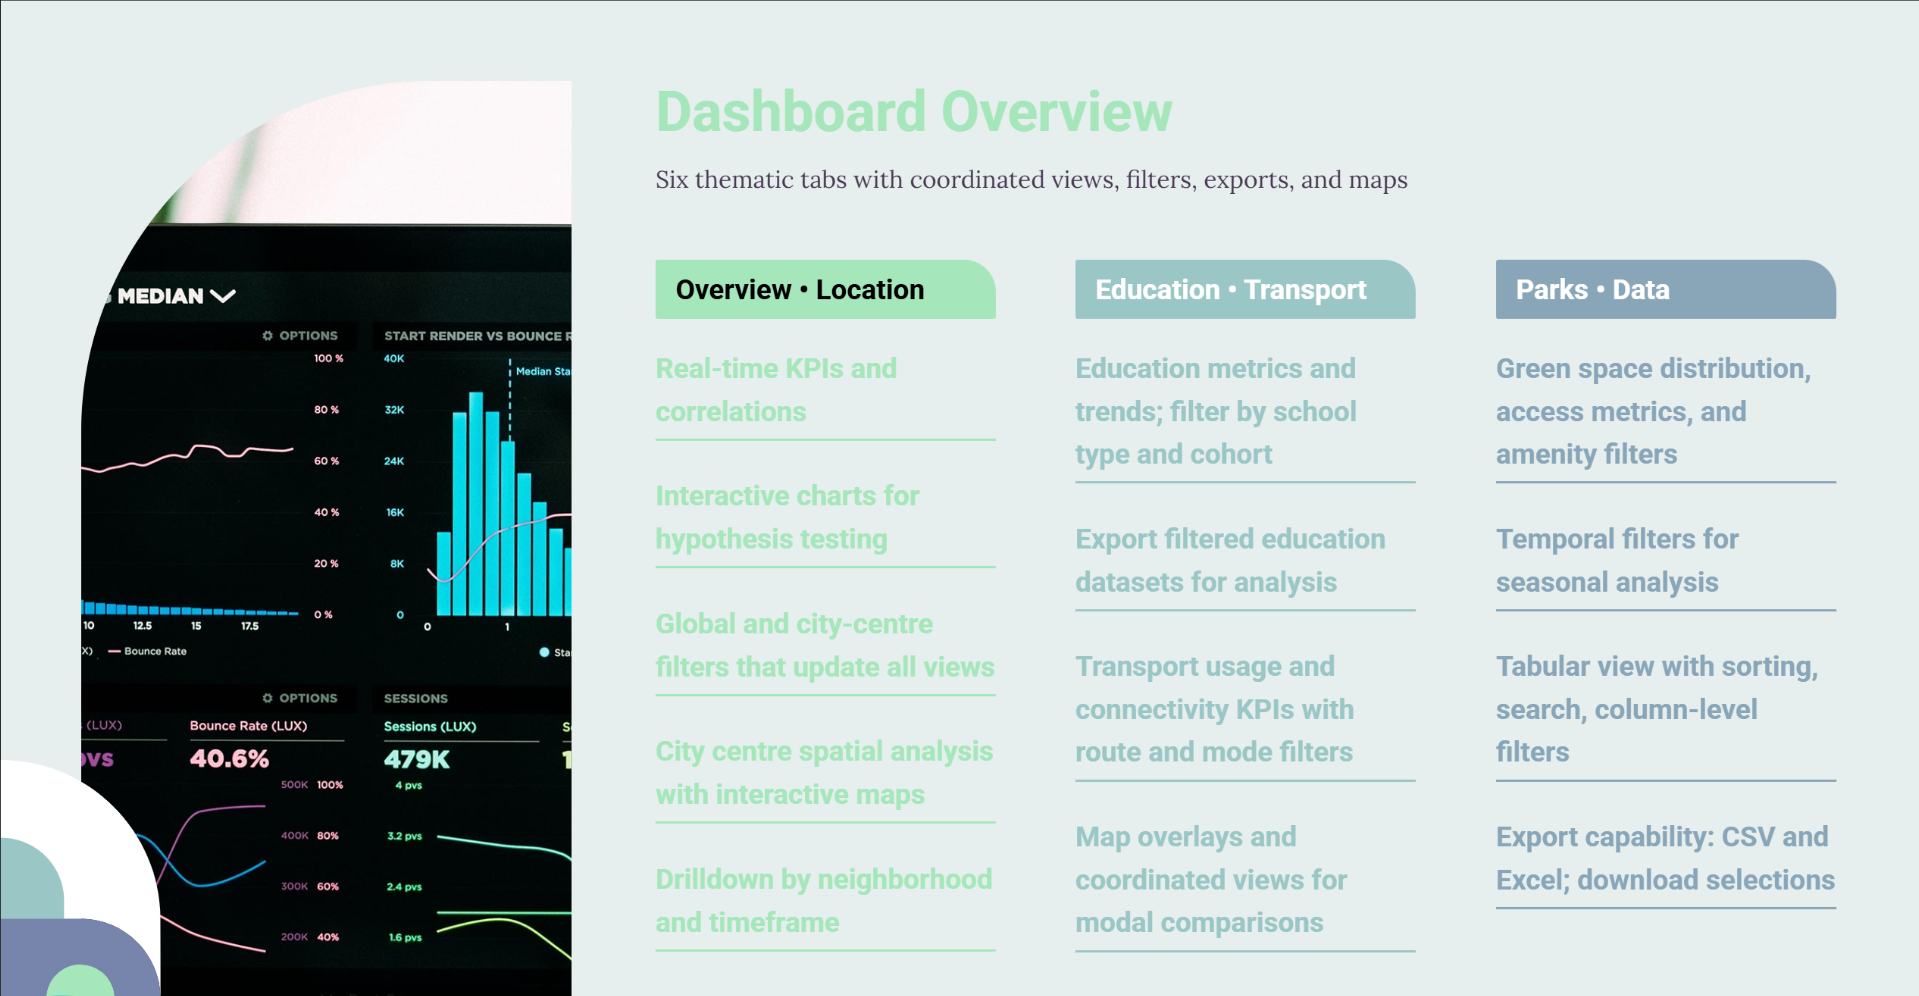 Dashboard Overview
Six thematic tabs with coordinated views, filters, exports, and maps
Overview • Location
Real-time KPIs and
correlations
Interactive charts for
hypothesis testing
Global and city-centre
filters that update all views
City centre spatial analysis
with interactive maps
Drilldown by neighborhood
and timeframe
Education • Transport
Education metrics and
trends; filter by school
type and cohort
Export filtered education
datasets for analysis
Transport usage and
connectivity KPIs with
route and mode filters
Map overlays and
coordinated views for
modal comparisons
Parks • Data
Green space distribution,
access metrics, and
amenity filters
Temporal filters for
seasonal analysis
Tabular view with sorting,
search, column-level
filters
Export capability: CSV and
Excel; download selections
MEDIAN
OPTIONS
100 %
80 %
60 %
40 %
20 %
0 %
10 12.5 15 17.5
Bounce Rate
START RENDER VS BOUNCE
40K
Median
32K
24K
16K
8K
0
0 1
OPTIONS
(LUX)
Bounce Rate (LUX)
40.6%
500K 100%
400K 80%
300K 60%
200K 40%
SESSIONS
Sessions (LUX)
479K
4 pvs
3.2 pvs
2.4 pvs
1.6 pvs